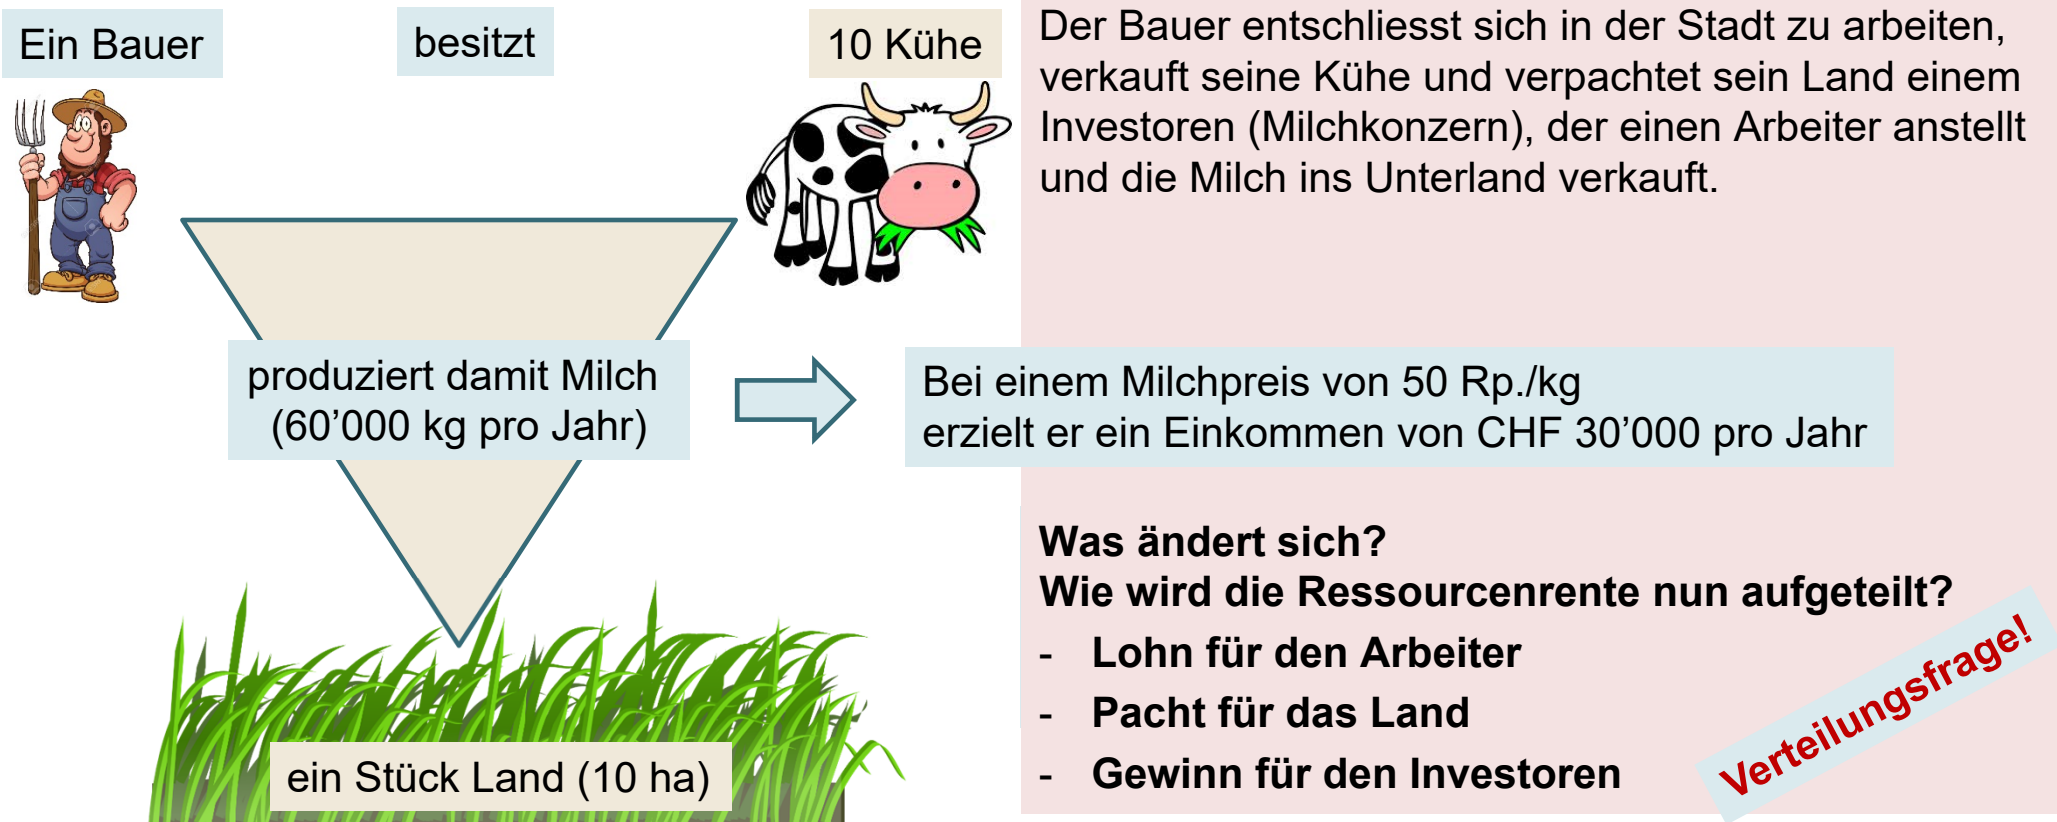 Ein Bauer
besitzt
10 Kühe
produziert damit Milch
(60’000 kg pro Jahr)
ein Stück Land (10 ha)
Der Bauer entschliesst sich in der Stadt zu arbeiten,
verkauft seine Kühe und verpachtet sein Land einem
Investoren (Milchkonzern), der einen Arbeiter anstellt
und die Milch ins Unterland verkauft.
Bei einem Milchpreis von 50 Rp./kg
erzielt er ein Einkommen von CHF 30’000 pro Jahr
Was ändert sich?
Wie wird die Ressourcenrente nun aufgeteilt?
- Lohn für den Arbeiter
- Pacht für das Land
- Gewinn für den Investoren
Verteilungsfrage!